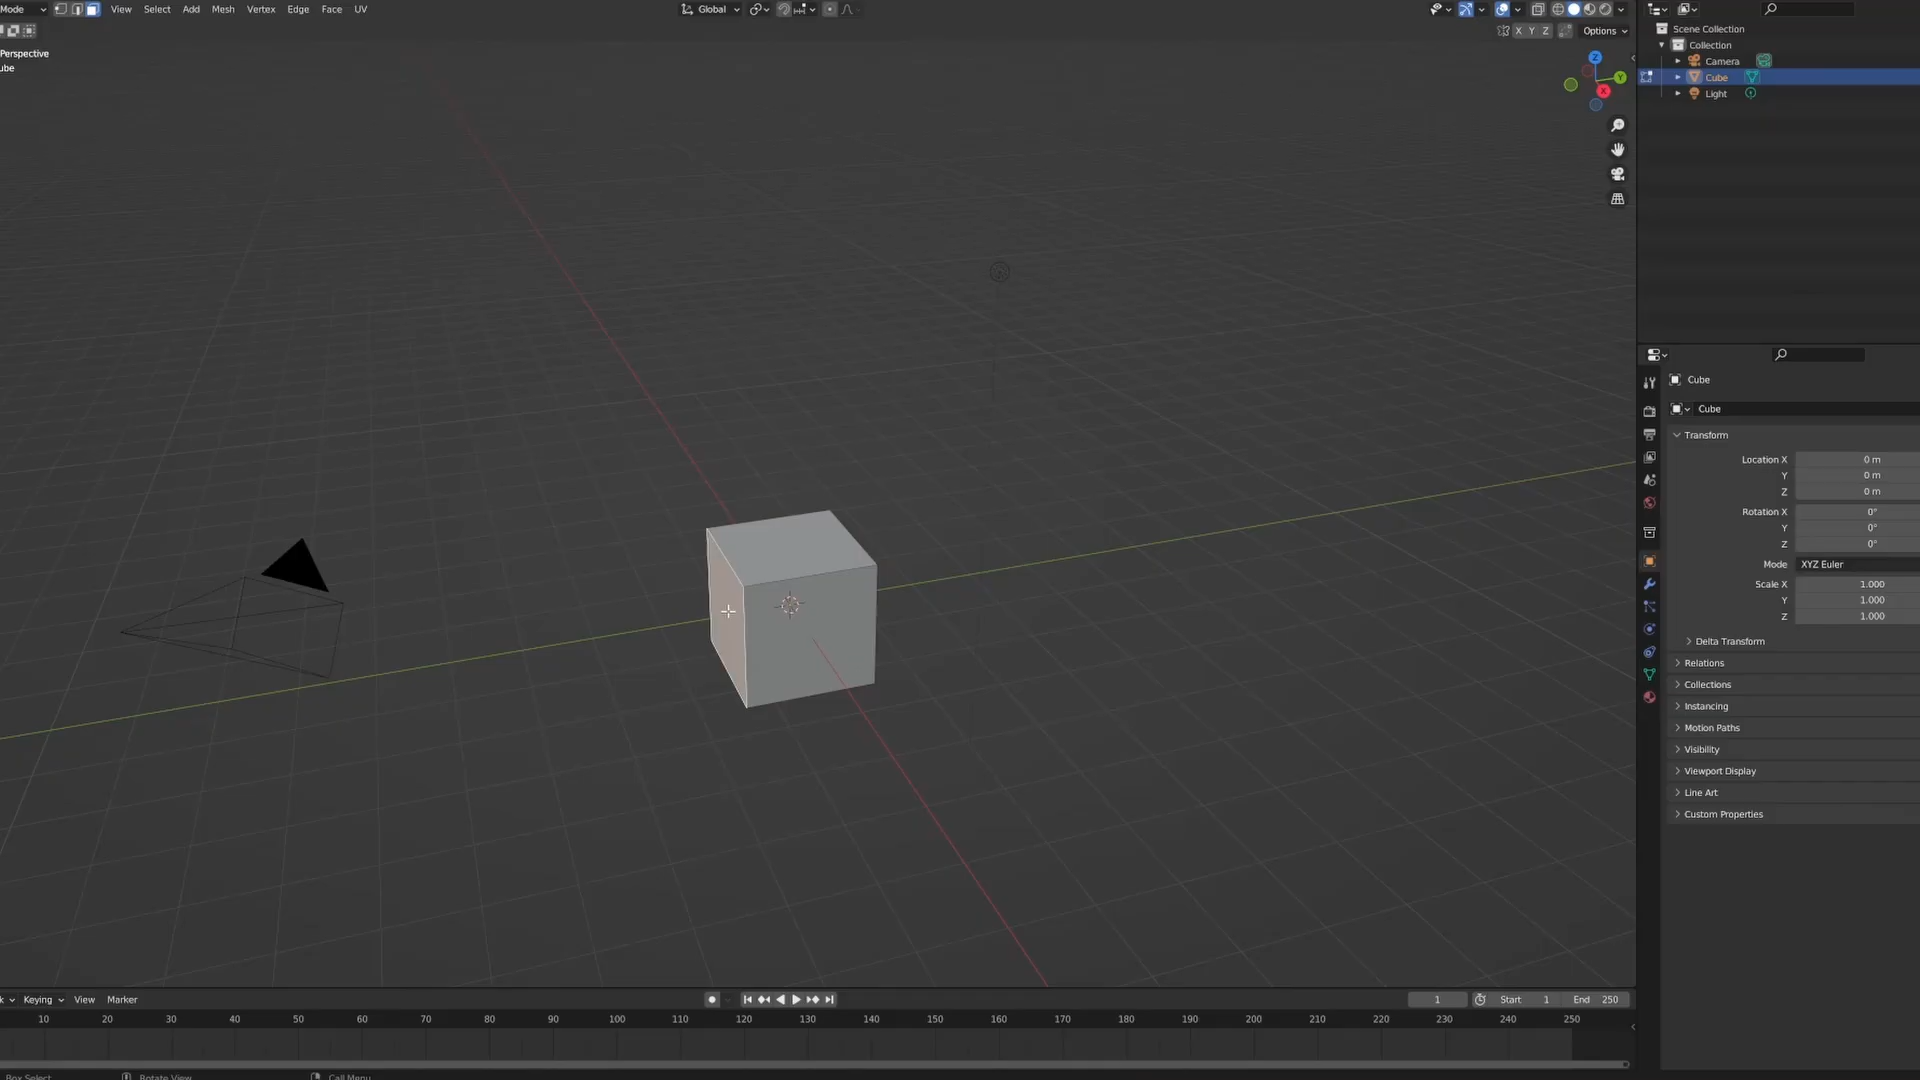 Mode View Select Add Mesh Vertex Edge Face UV Global
X Y Z Options
Perspective
ube
Z
Y
X
Scene Collection
Collection
Camera
Cube
Light
Cube
Cube
Transform
Location X 0 m
Y 0 m
Z 0 m
Rotation X 0°
Y 0°
Z 0°
Mode XYZ Euler
Scale X 1.000
Y 1.000
Z 1.000
Delta Transform
Relations
Collections
Instancing
Motion Paths
Visibility
Viewport Display
Line Art
Custom Properties
k Keying View Marker 1 Start 1 End 250
10 20 30 40 50 60 70 80 90 100 110 120 130 140 150 160 170 180 190 200 210 220 230 240 250
Box Select Rotate View Call Menu